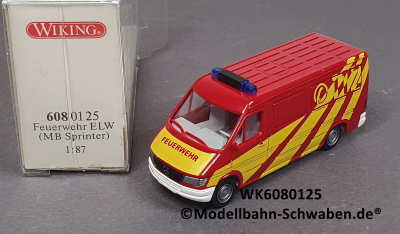 WIKING
6080125
Feuerwehr ELW
(MB Sprinter)
1:87
FEUERWEHR
WK6080125
©Modellbahn-Schwaben.de®